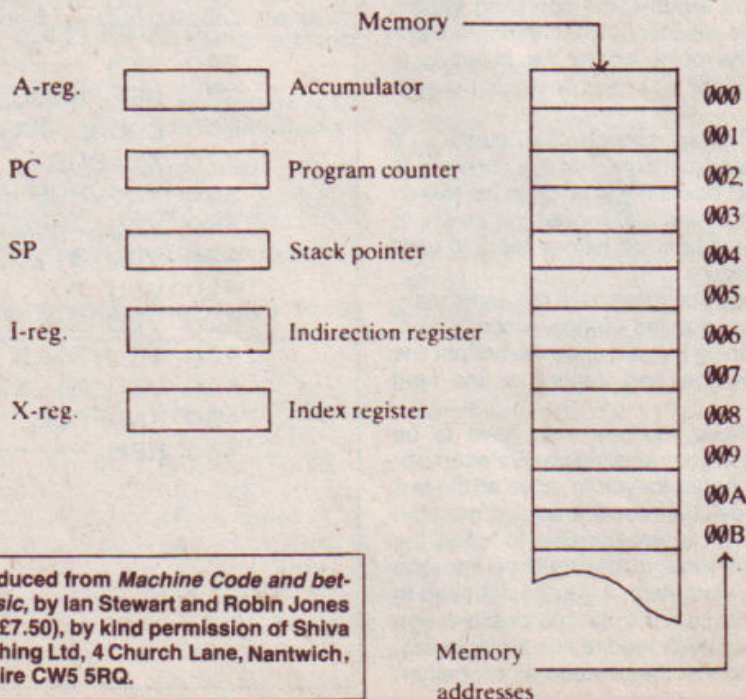 Memory
A-reg. Accumulator
PC Program counter
SP Stack pointer
I-reg. Indirection register
X-reg. Index register
000
001
002
003
004
005
006
007
008
009
00A
00B
Memory
addresses
duced from Machine Code and bet-
sic, by Ian Stewart and Robin Jones
£7.50), by kind permission of Shiva
hing Ltd, 4 Church Lane, Nantwich,
ire CW5 5RQ.